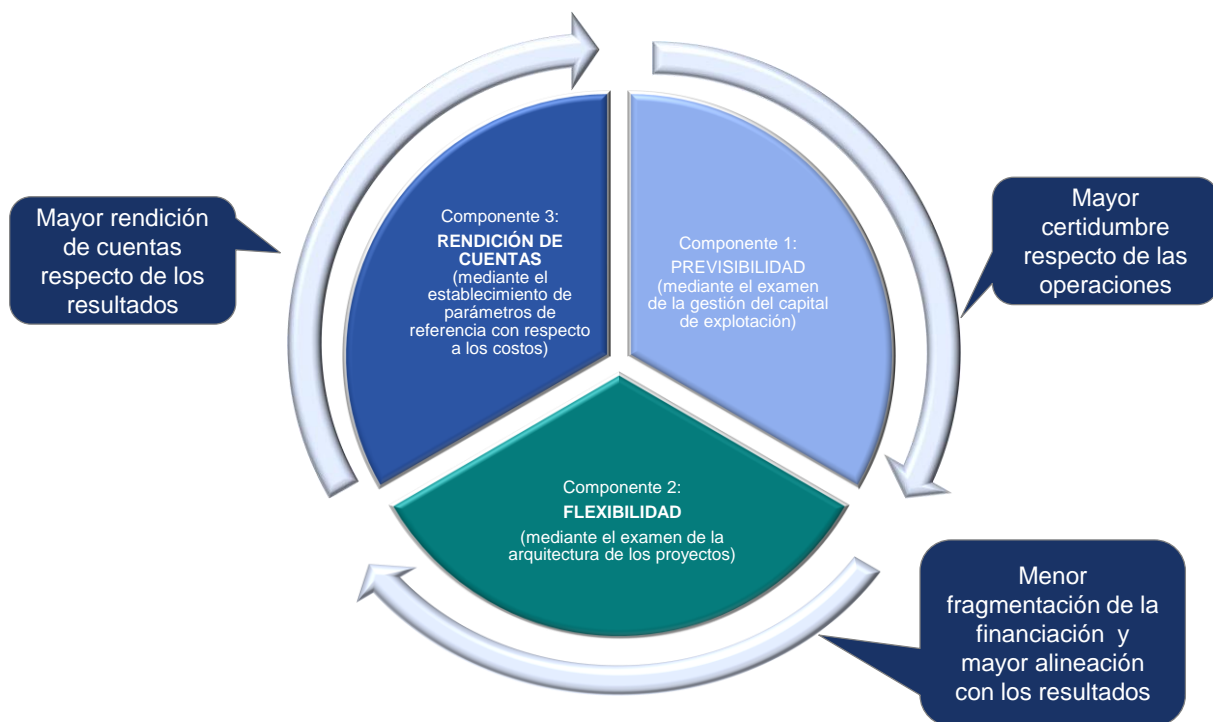 Componente 1:
PREVISIBILIDAD
(mediante el examen
de la gestión del capital
de explotación)
Mayor
certidumbre
respecto de las
operaciones
Componente 2:
FLEXIBILIDAD
(mediante el examen de la
arquitectura de los proyectos)
Menor
fragmentación de la
financiación y
mayor alineación
con los resultados
Componente 3:
RENDICIÓN DE
CUENTAS
(mediante el
establecimiento de
parámetros de
referencia con respecto
a los costos)
Mayor rendición
de cuentas
respecto de los
resultados